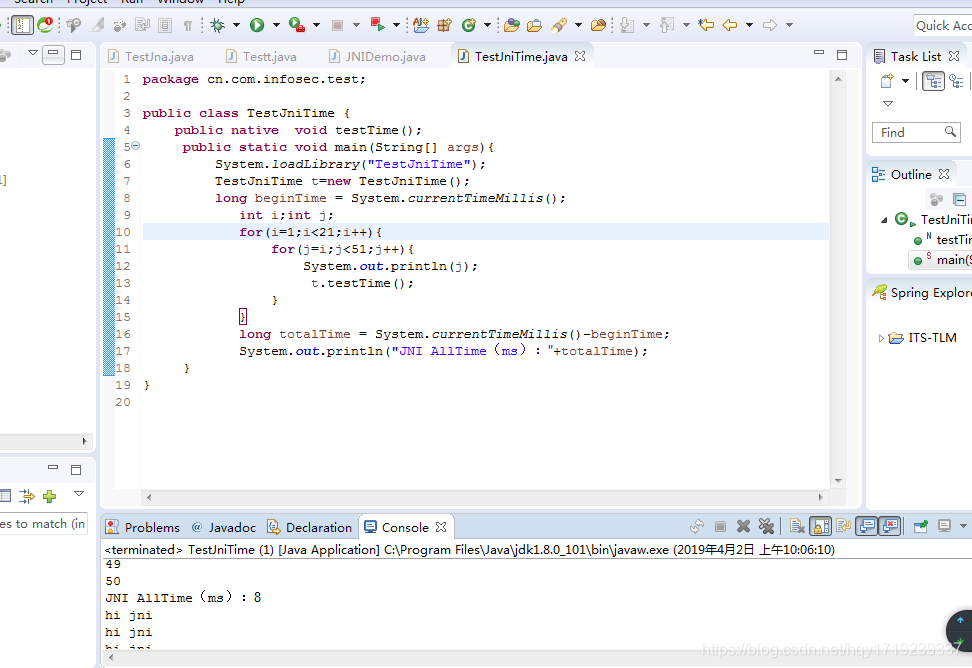 Search Project Run Window Help
Quick Acc
TestJna.java
Testt.java
JNIDemo.java
TestJniTime.java
1 package cn.com.infosec.test;
2
3 public class TestJniTime {
4 public native void testTime();
5 public static void main(String[] args){
6 System.loadLibrary("TestJniTime");
7 TestJniTime t=new TestJniTime();
8 long beginTime = System.currentTimeMillis();
9 int i;int j;
10 for(i=1;i<21;i++){
11 for(j=i;j<51;j++){
12 System.out.println(j);
13 t.testTime();
14 }
15 }
16 long totalTime = System.currentTimeMillis()-beginTime;
17 System.out.println("JNI AllTime（ms）："+totalTime);
18 }
19 }
20
Task List
Find
Outline
TestJniTi
N testTim
S main(S
Spring Explore
ITS-TLM
es to match (in
Problems
@ Javadoc
Declaration
Console
<terminated> TestJniTime (1) [Java Application] C:\Program Files\Java\jdk1.8.0_101\bin\javaw.exe (2019年4月2日 上午10:06:10)
49
50
JNI AllTime（ms）：8
hi jni
hi jni
hi jni